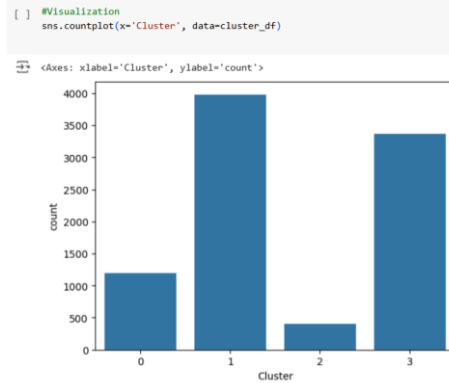 [ ] #Visualization
sns.countplot(x='Cluster', data=cluster_df)
<Axes: xlabel='Cluster', ylabel='count'>
4000
3500
3000
2500
2000
1500
1000
500
0
count
0 1 2 3
Cluster